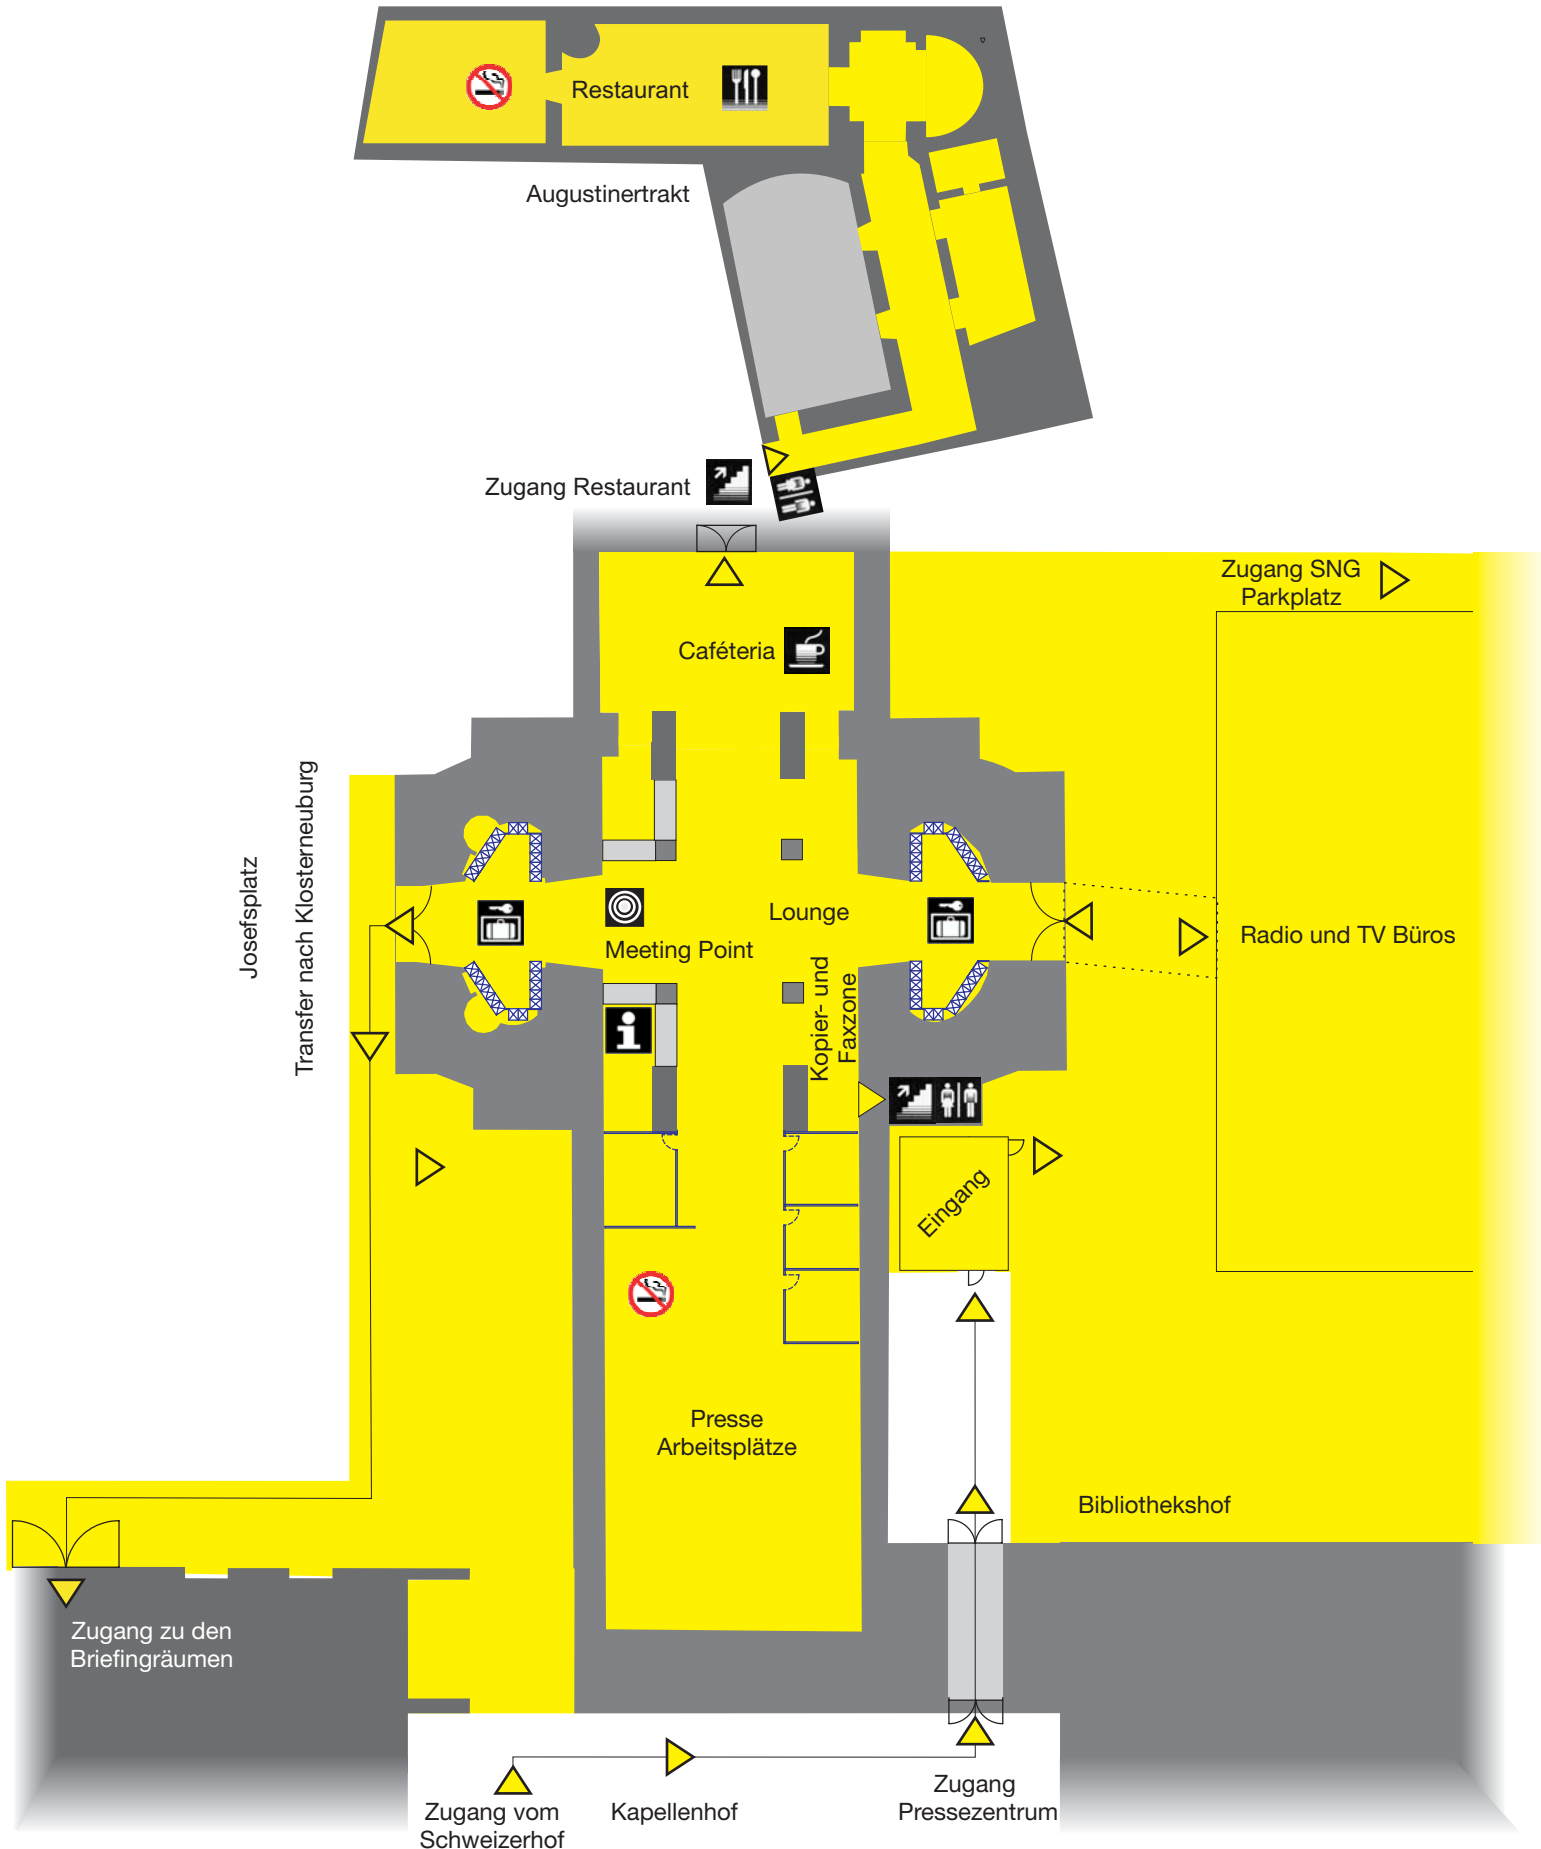 Restaurant
Augustinertrakt
Zugang Restaurant
Zugang SNG
Parkplatz
Caféteria
Josefsplatz
Transfer nach Klosterneuburg
Lounge
Meeting Point
Radio und TV Büros
Kopier- und
Faxzone
Eingang
Presse
Arbeitsplätze
Bibliothekshof
Zugang zu den
Briefingräumen
Zugang
Pressezentrum
Zugang vom
Schweizerhof
Kapellenhof